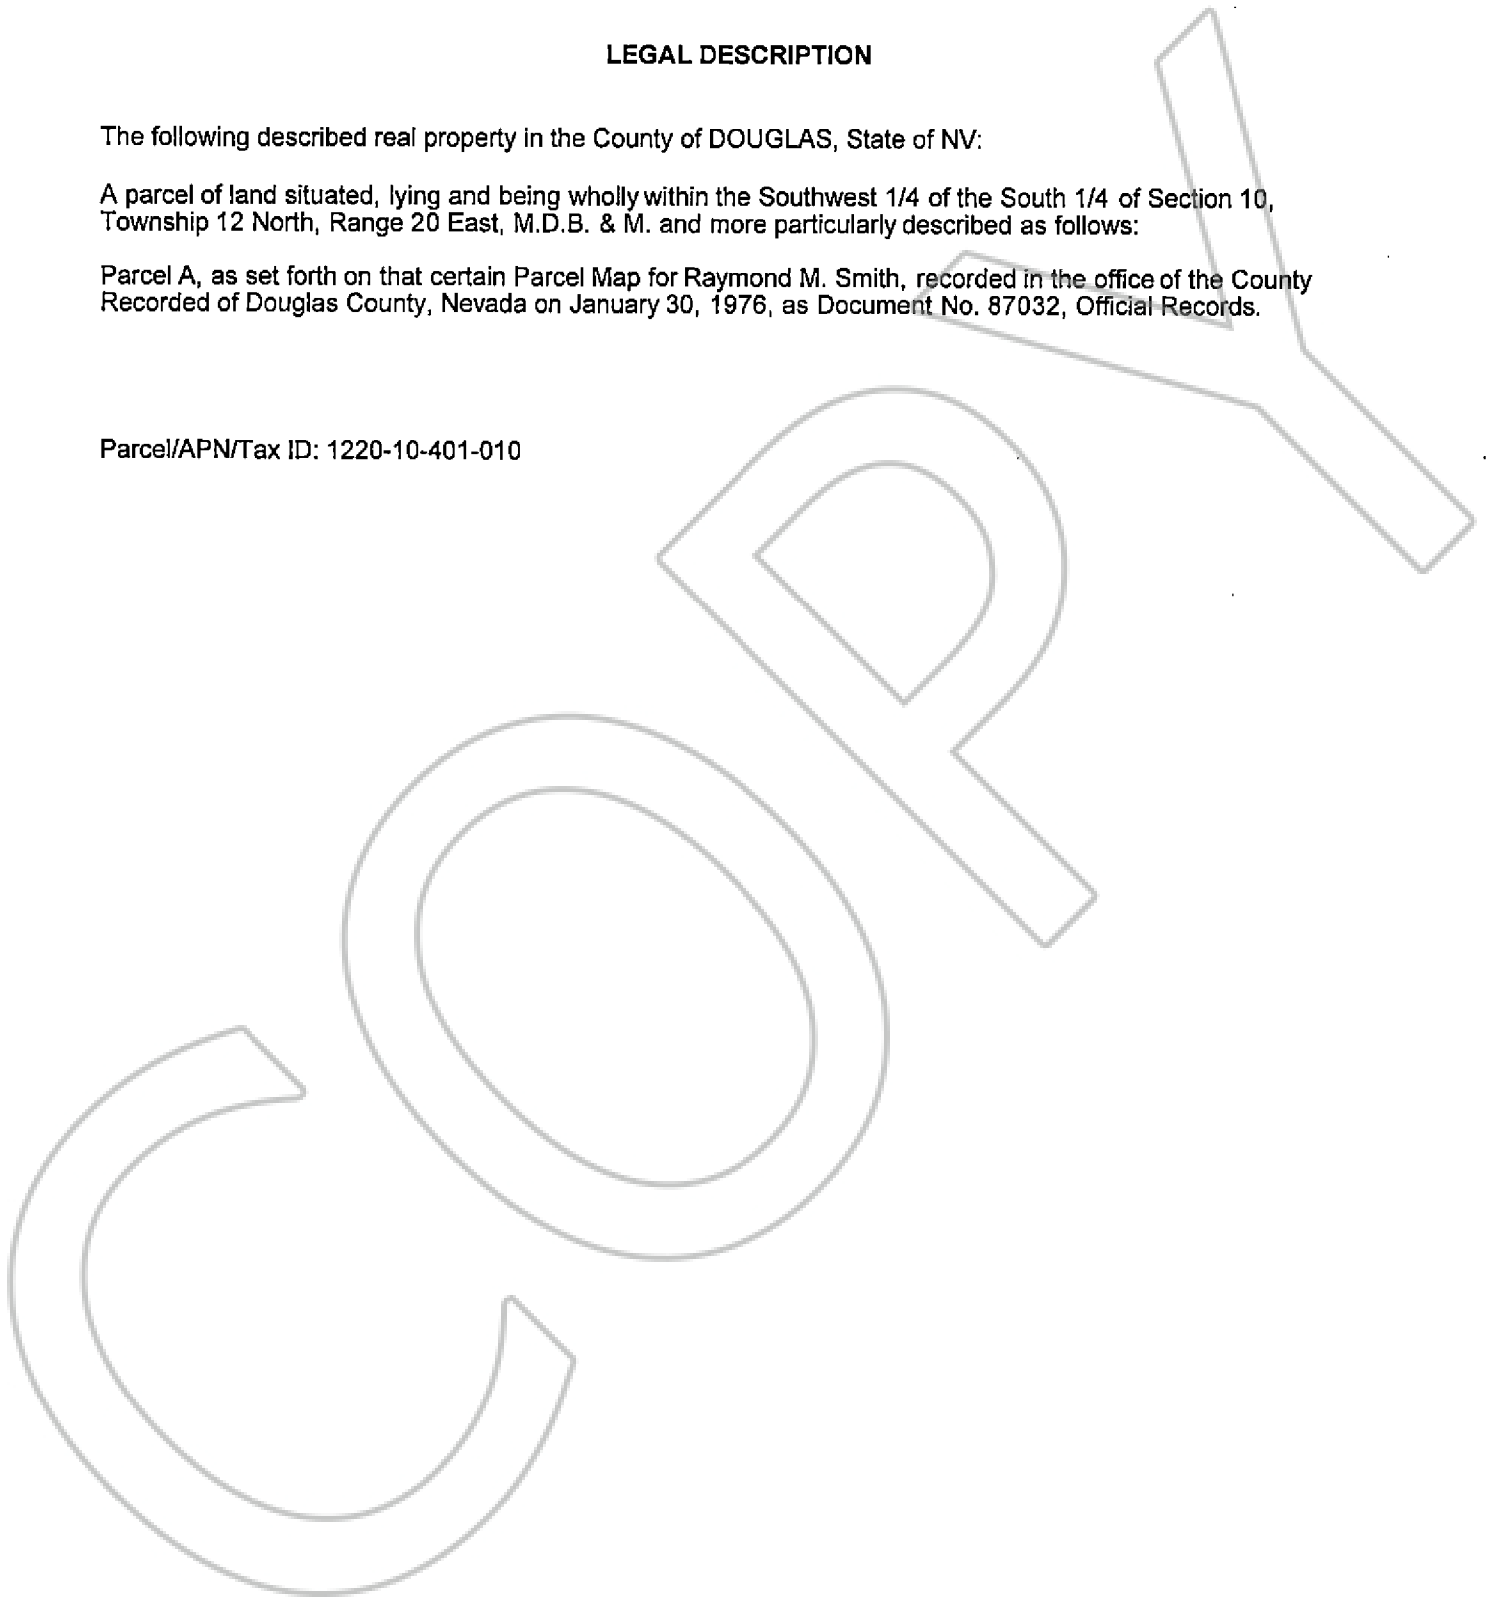 LEGAL DESCRIPTION
The following described real property in the County of DOUGLAS, State of NV:
A parcel of land situated, lying and being wholly within the Southwest 1/4 of the South 1/4 of Section 10,
Township 12 North, Range 20 East, M.D.B. & M. and more particularly described as follows:
Parcel A, as set forth on that certain Parcel Map for Raymond M. Smith, recorded in the office of the County
Recorded of Douglas County, Nevada on January 30, 1976, as Document No. 87032, Official Records.
Parcel/APN/Tax ID: 1220-10-401-010
COPY